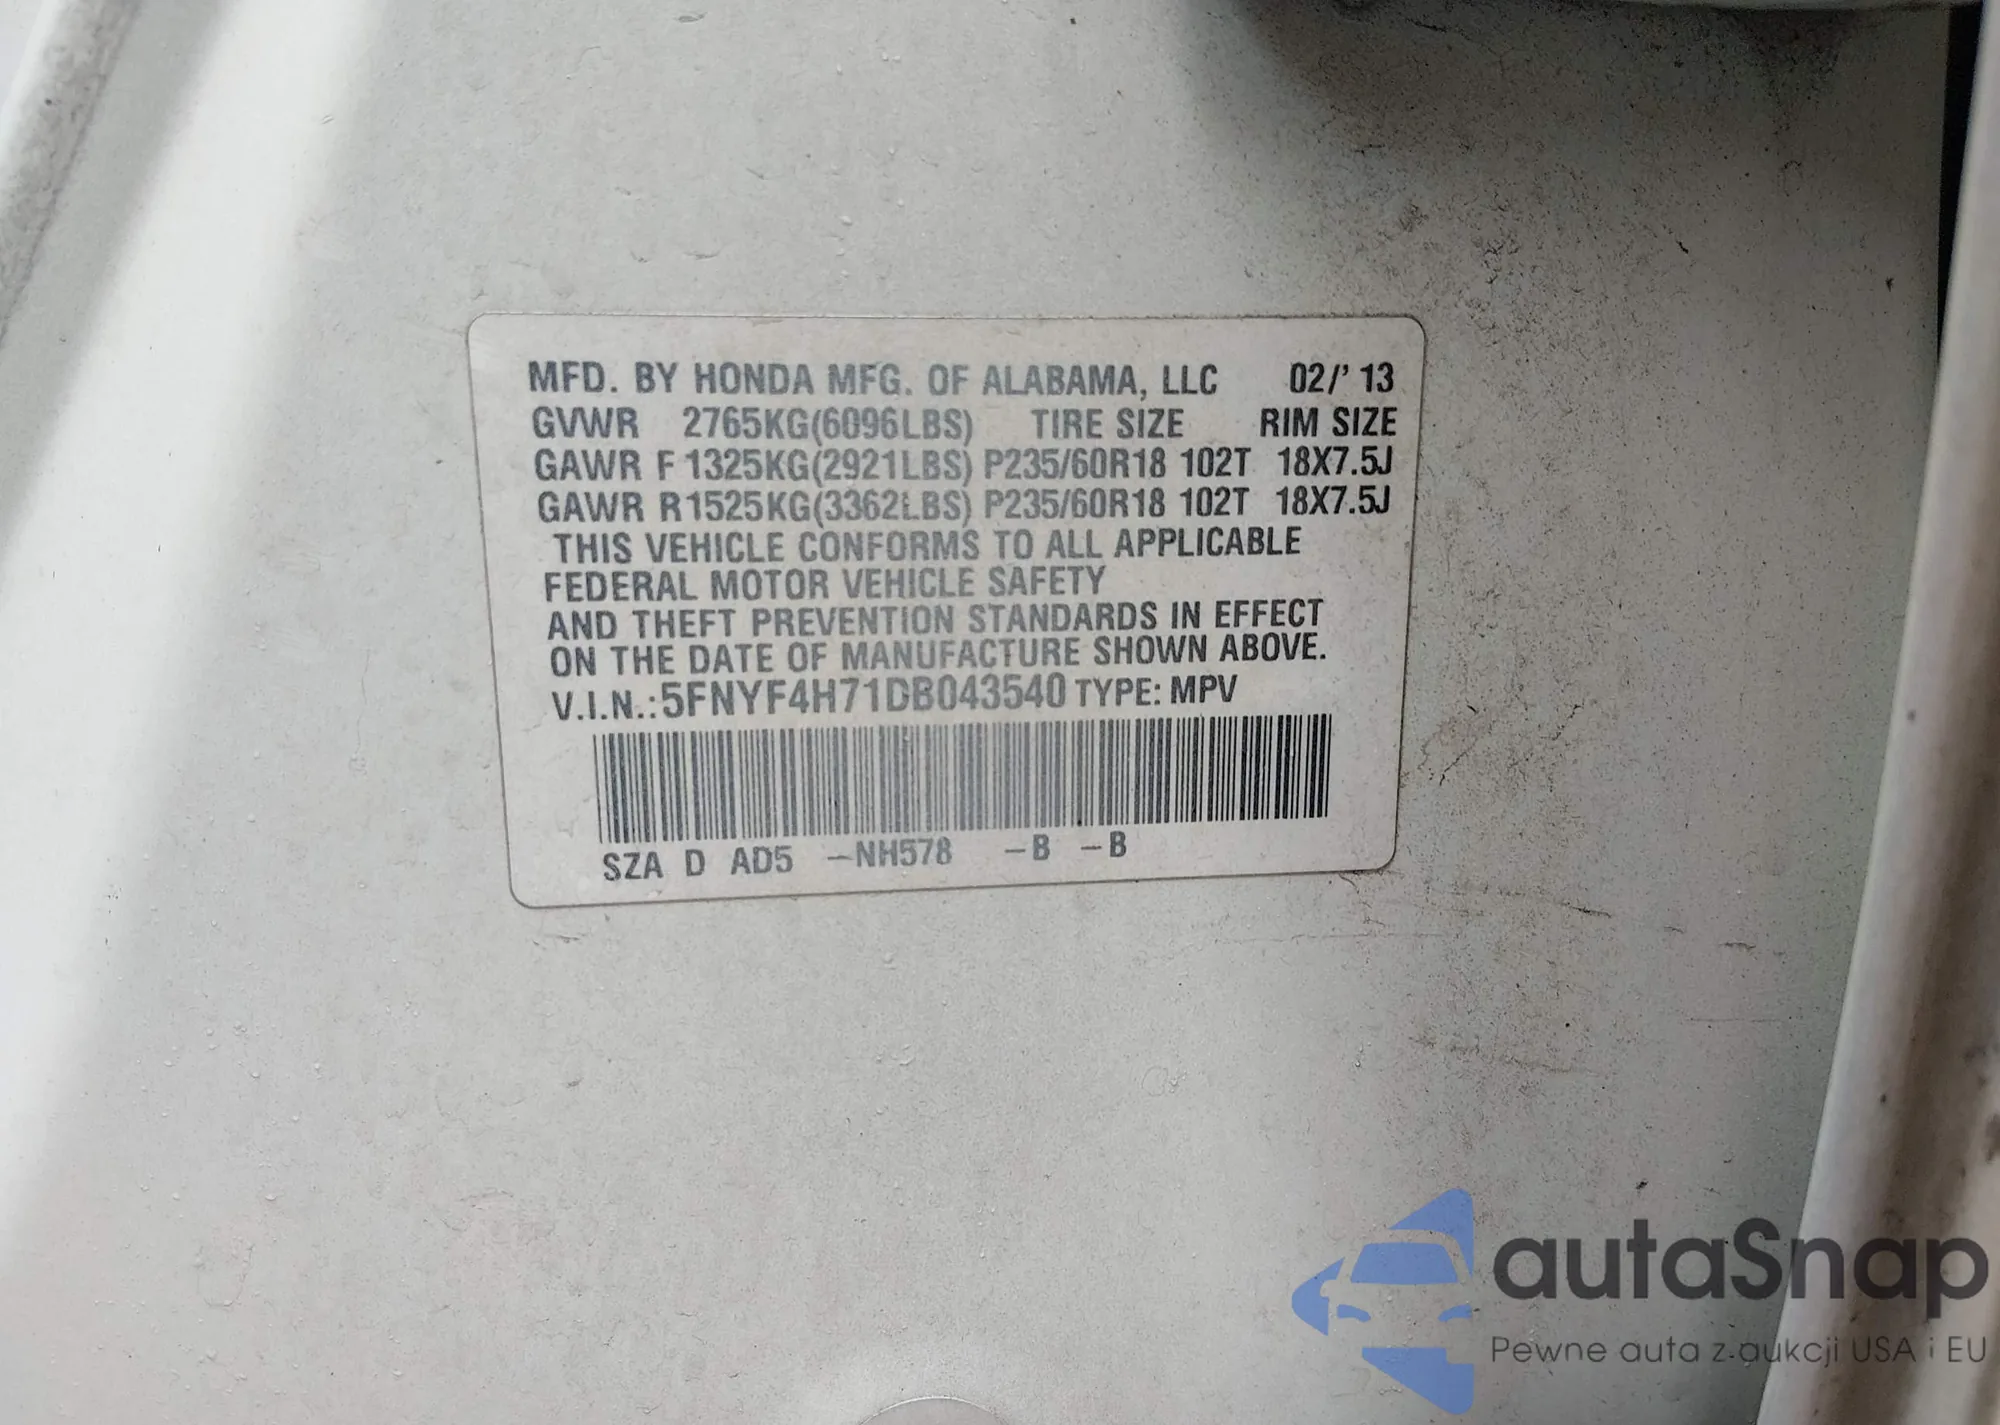 MFD. BY HONDA MFG. OF ALABAMA, LLC 02/' 13
GVWR 2765KG(6096LBS) TIRE SIZE RIM SIZE
GAWR F 1325KG(2921LBS) P235/60R18 102T 18X7.5J
GAWR R1525KG(3362LBS) P235/60R18 102T 18X7.5J
THIS VEHICLE CONFORMS TO ALL APPLICABLE
FEDERAL MOTOR VEHICLE SAFETY
AND THEFT PREVENTION STANDARDS IN EFFECT
ON THE DATE OF MANUFACTURE SHOWN ABOVE.
V.I.N.:5FNYF4H71DB043540 TYPE: MPV
SZA D AD5 -NH578 -B -B
autaSnap
Pewne auta z aukcji USA i EU